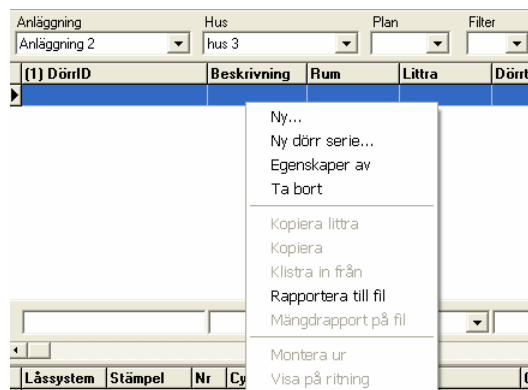 Anläggning Hus Plan Filter
Anläggning 2 hus 3
(1) DörrID Beskrivning Rum Littra
Ny...
Ny dörr serie...
Egenskaper av
Ta bort
Kopiera littra
Kopiera
Klistra in från
Rapportera till fil
Mängdrapport på fil
Montera ur
Visa på ritning
Låssystem Stämpel Nr